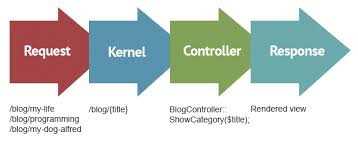 Request
Kernel
Controller
Response
/blog/my-life
/blog/programming
/blog/my-dog-alfred
/blog/{title}
BlogController::
ShowCategory($title);
Rendered view